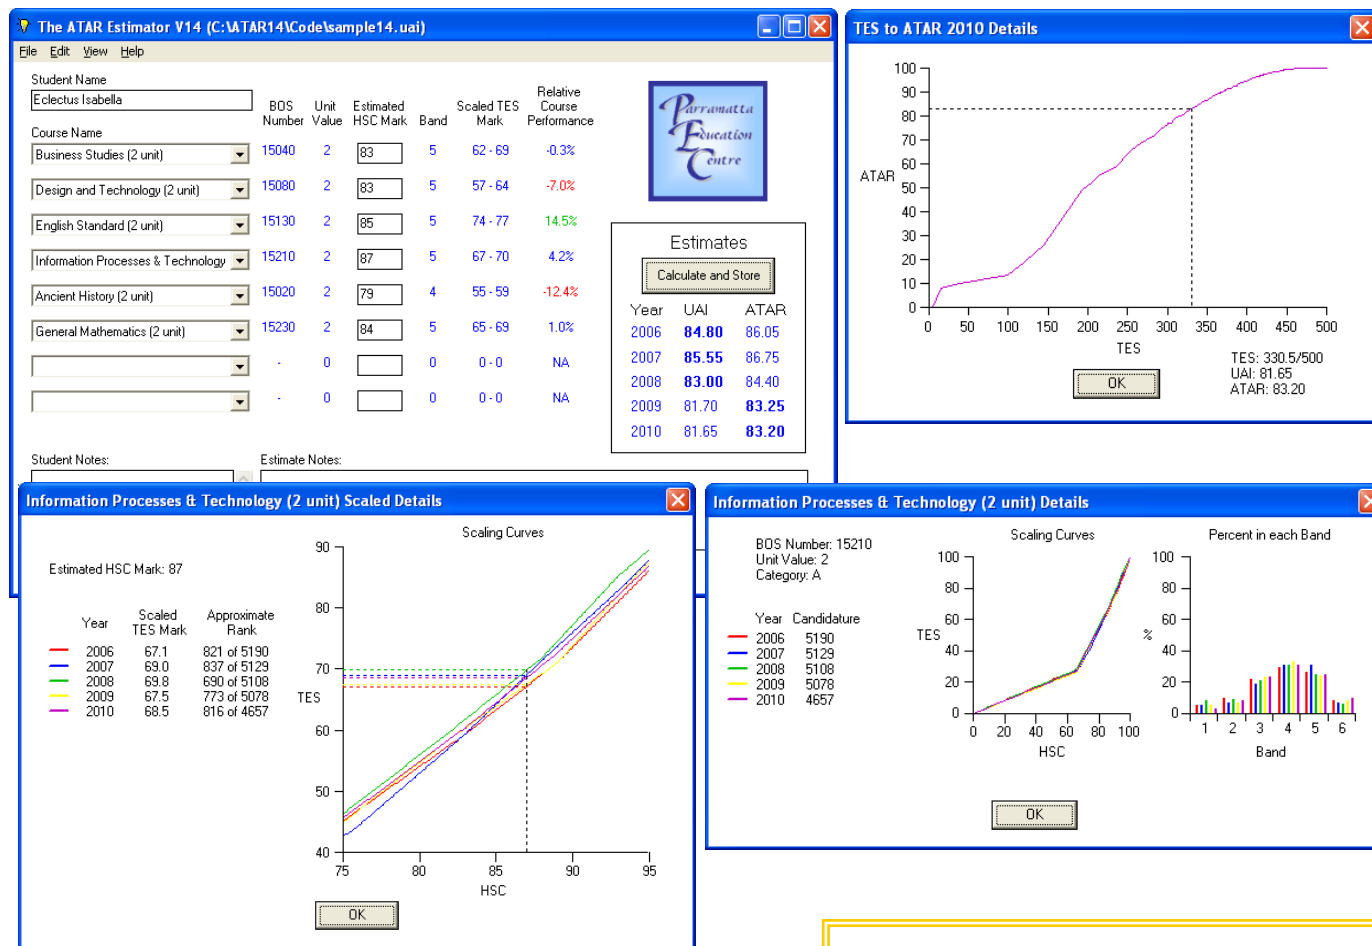 The ATAR Estimator V14 (C:\ATAR14\Code\sample14.uai)
File Edit View Help
Student Name
Eclectus Isabella
Course Name
BOS Number Unit Value Estimated HSC Mark Band Scaled TES Mark Relative Course Performance
Business Studies (2 unit) 15040 2 83 5 62 - 69 -0.3%
Design and Technology (2 unit) 15080 2 83 5 57 - 64 -7.0%
English Standard (2 unit) 15130 2 85 5 74 - 77 14.5%
Information Processes & Technology 15210 2 87 5 67 - 70 4.2%
Ancient History (2 unit) 15020 2 79 4 55 - 59 -12.4%
General Mathematics (2 unit) 15230 2 84 5 65 - 69 1.0%
- 0 0 0 - 0 NA
- 0 0 0 - 0 NA
Student Notes:
Estimate Notes:
Parramatta
Education
Centre
Estimates
Calculate and Store
Year UAI ATAR
2006 84.80 86.05
2007 85.55 86.75
2008 83.00 84.40
2009 81.70 83.25
2010 81.65 83.20
TES to ATAR 2010 Details
100
90
80
70
60
ATAR 50
40
30
20
10
0
0 50 100 150 200 250 300 350 400 450 500
TES
TES: 330.5/500
UAI: 81.65
ATAR: 83.20
OK
Information Processes & Technology (2 unit) Scaled Details
Scaling Curves
Estimated HSC Mark: 87
Year Scaled TES Mark Approximate Rank
2006 67.1 821 of 5190
2007 69.0 837 of 5129
2008 69.8 690 of 5108
2009 67.5 773 of 5078
2010 68.5 816 of 4657
90
80
70
TES
60
50
40
75 80 85 90 95
HSC
OK
Information Processes & Technology (2 unit) Details
BOS Number: 15210
Unit Value: 2
Category: A
Year Candidature
2006 5190
2007 5129
2008 5108
2009 5078
2010 4657
Scaling Curves
100
80
60
TES
40
20
0
0 20 40 60 80 100
HSC
Percent in each Band
100
80
60
%
40
20
0
1 2 3 4 5 6
Band
OK